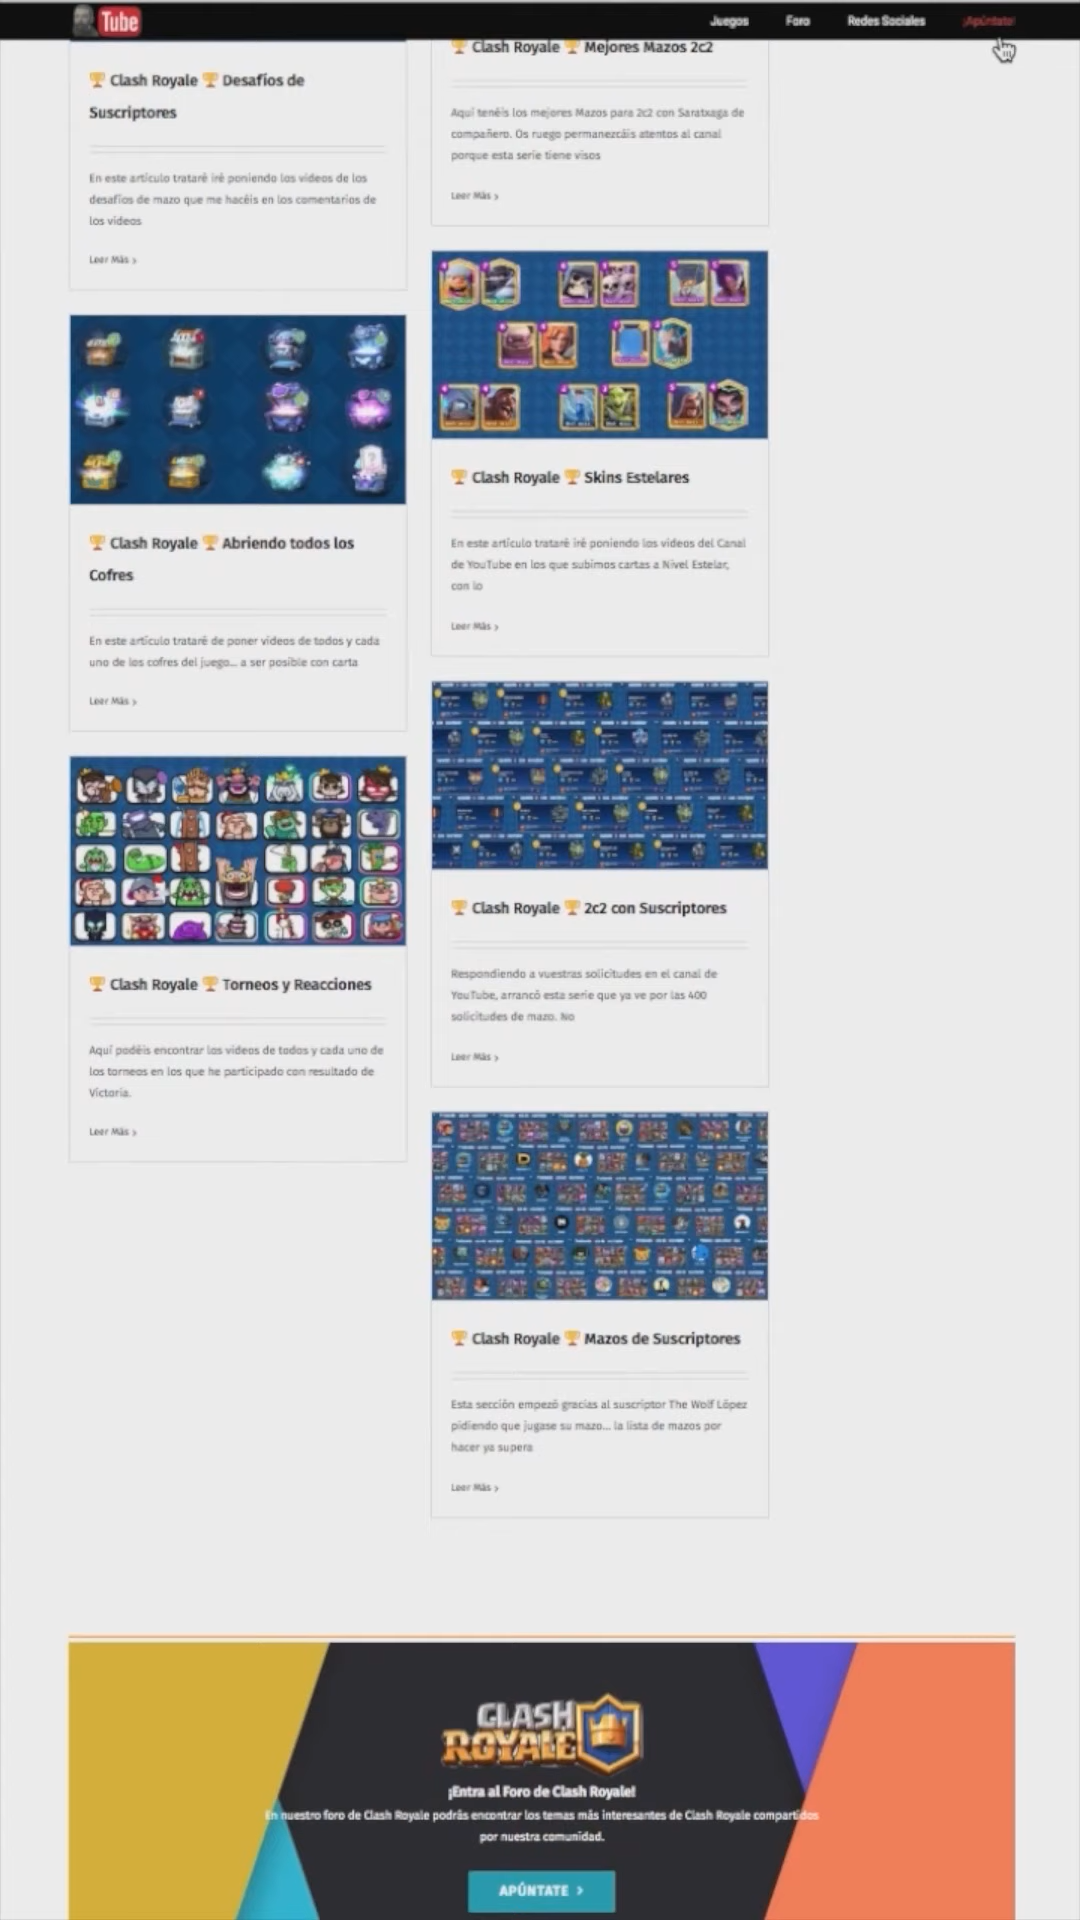 Tube
Juegos
Foro
Redes Sociales
¡Apúntate!
🏆 Clash Royale 🏆 Desafíos de
Suscriptores
En este artículo trataré iré poniendo los vídeos de los
desafíos de mazo que me hacéis en los comentarios de
los vídeos
Leer Más >
🏆 Clash Royale 🏆 Abriendo todos los
Cofres
En este artículo trataré de poner vídeos de todos y cada
uno de los cofres del juego... a ser posible con carta
Leer Más >
🏆 Clash Royale 🏆 Torneos y Reacciones
Aquí podéis encontrar los videos de todos y cada uno de
los torneos en los que he participado con resultado de
Victoria.
Leer Más >
🏆 Clash Royale 🏆 Mejores Mazos 2c2
Aquí tenéis los mejores Mazos para 2c2 con Saratxaga de
compañero. Os ruego permanezcáis atentos al canal
porque esta serie tiene visos
Leer Más >
🏆 Clash Royale 🏆 Skins Estelares
En este artículo trataré iré poniendo los vídeos del Canal
de YouTube en los que subimos cartas a Nivel Estelar,
con lo
Leer Más >
🏆 Clash Royale 🏆 2c2 con Suscriptores
Respondiendo a vuestras solicitudes en el canal de
YouTube, arrancó esta serie que ya ve por las 400
solicitudes de mazo. No
Leer Más >
🏆 Clash Royale 🏆 Mazos de Suscriptores
Esta sección empezó gracias al suscriptor The Wolf López
pidiendo que jugase su mazo... la lista de mazos por
hacer ya supera
Leer Más >
CLASH
ROYALE
¡Entra al Foro de Clash Royale!
En nuestro foro de Clash Royale podrás encontrar los temas más interesantes de Clash Royale compartidos
por nuestra comunidad.
APÚNTATE >